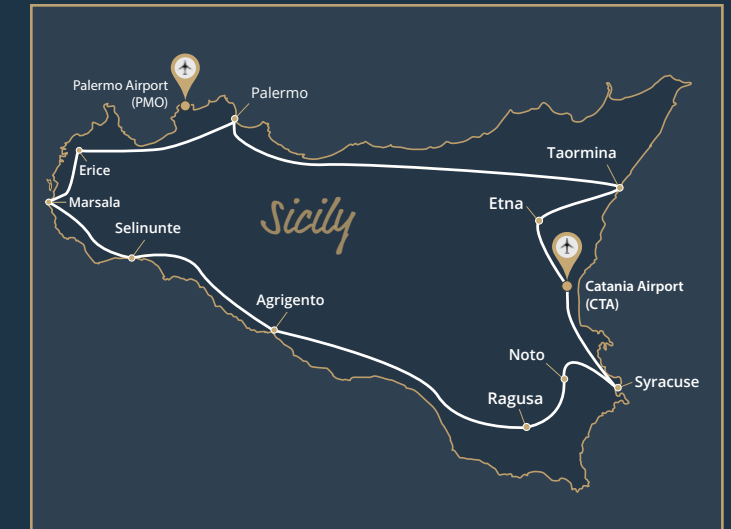 Palermo Airport
(PMO)
Palermo
Erice
Marsala
Selinunte
Sicily
Taormina
Etna
Catania Airport
(CTA)
Agrigento
Noto
Syracuse
Ragusa